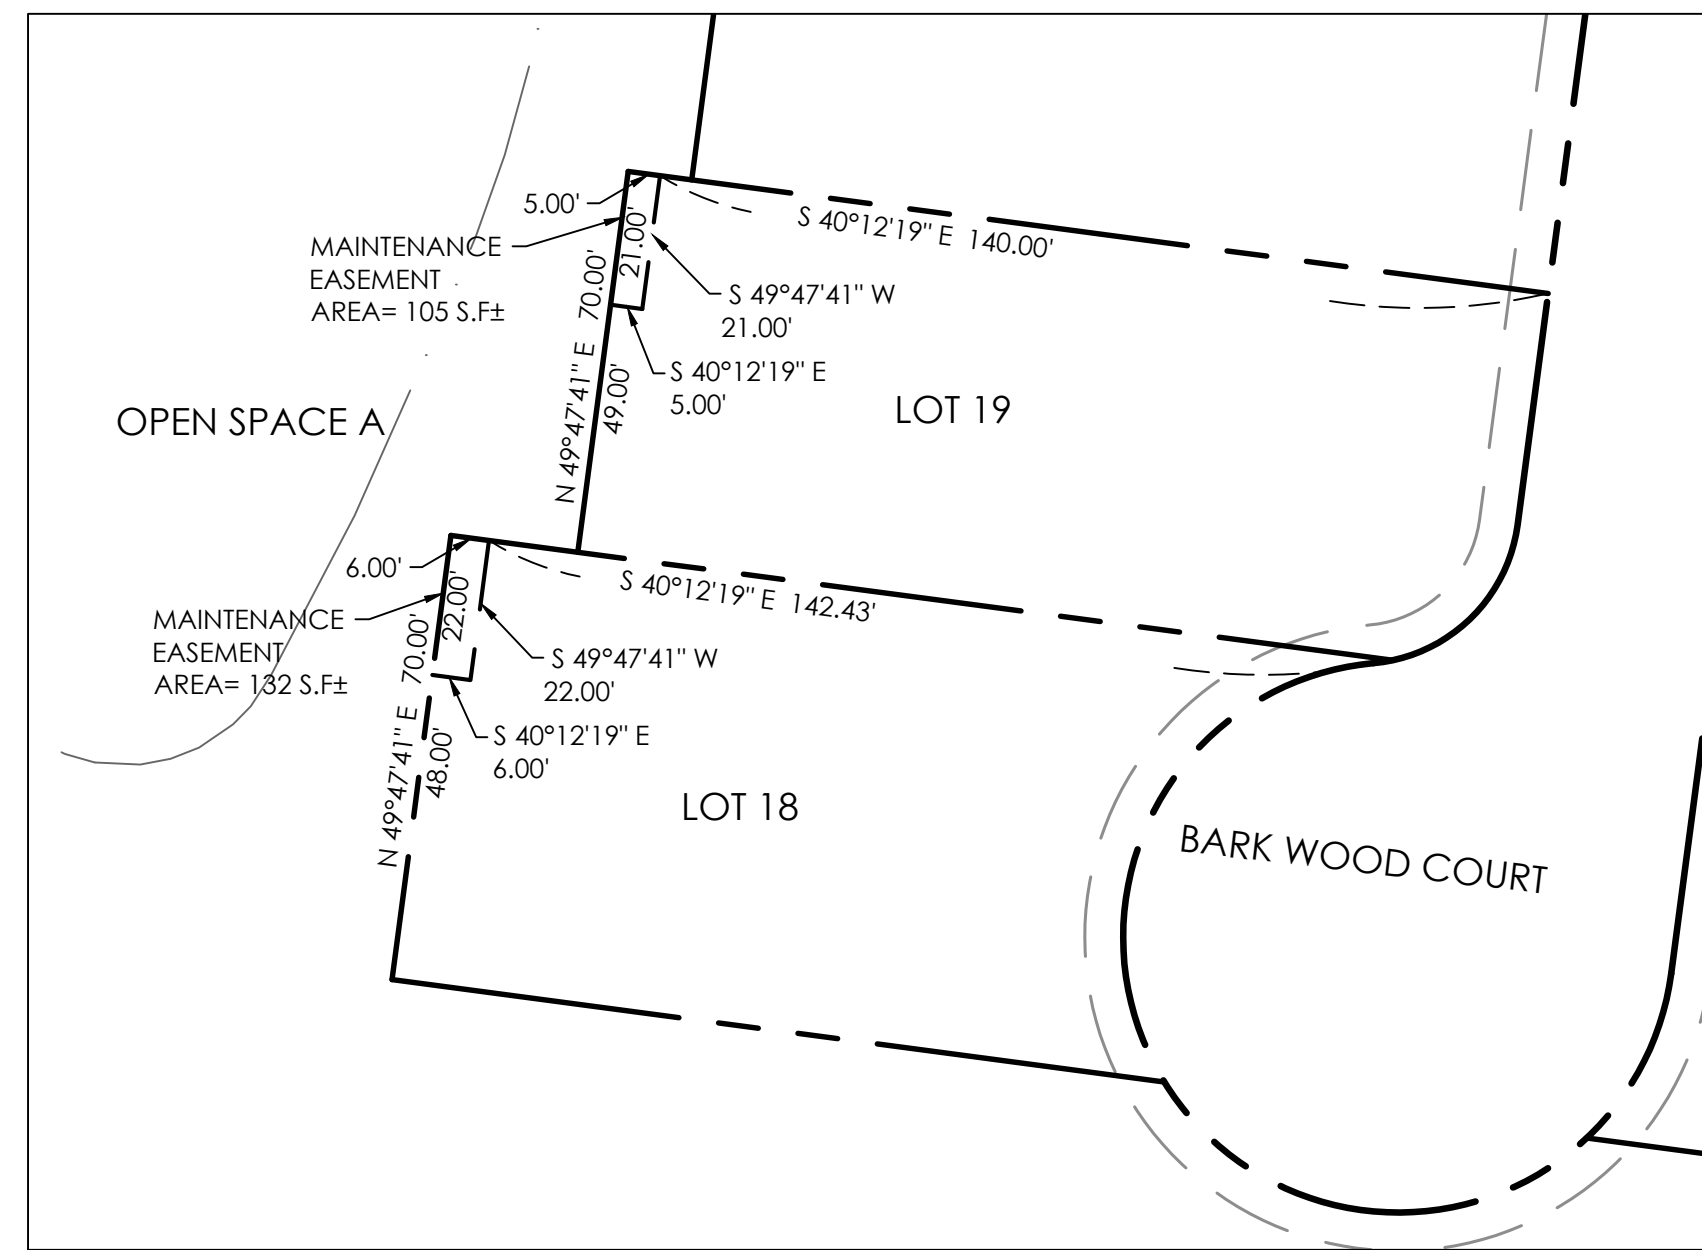 5.00'
MAINTENANCE
EASEMENT
AREA= 105 S.F±
21.00'
S 40°12'19" E 140.00'
S 49°47'41" W
21.00'
N 49°47'41" E 70.00'
S 40°12'19" E
5.00'
49.00'
LOT 19
OPEN SPACE A
6.00'
MAINTENANCE
EASEMENT
AREA= 132 S.F±
22.00'
S 40°12'19" E 142.43'
S 49°47'41" W
22.00'
N 49°47'41" E 70.00'
S 40°12'19" E
6.00'
48.00'
LOT 18
BARK WOOD COURT